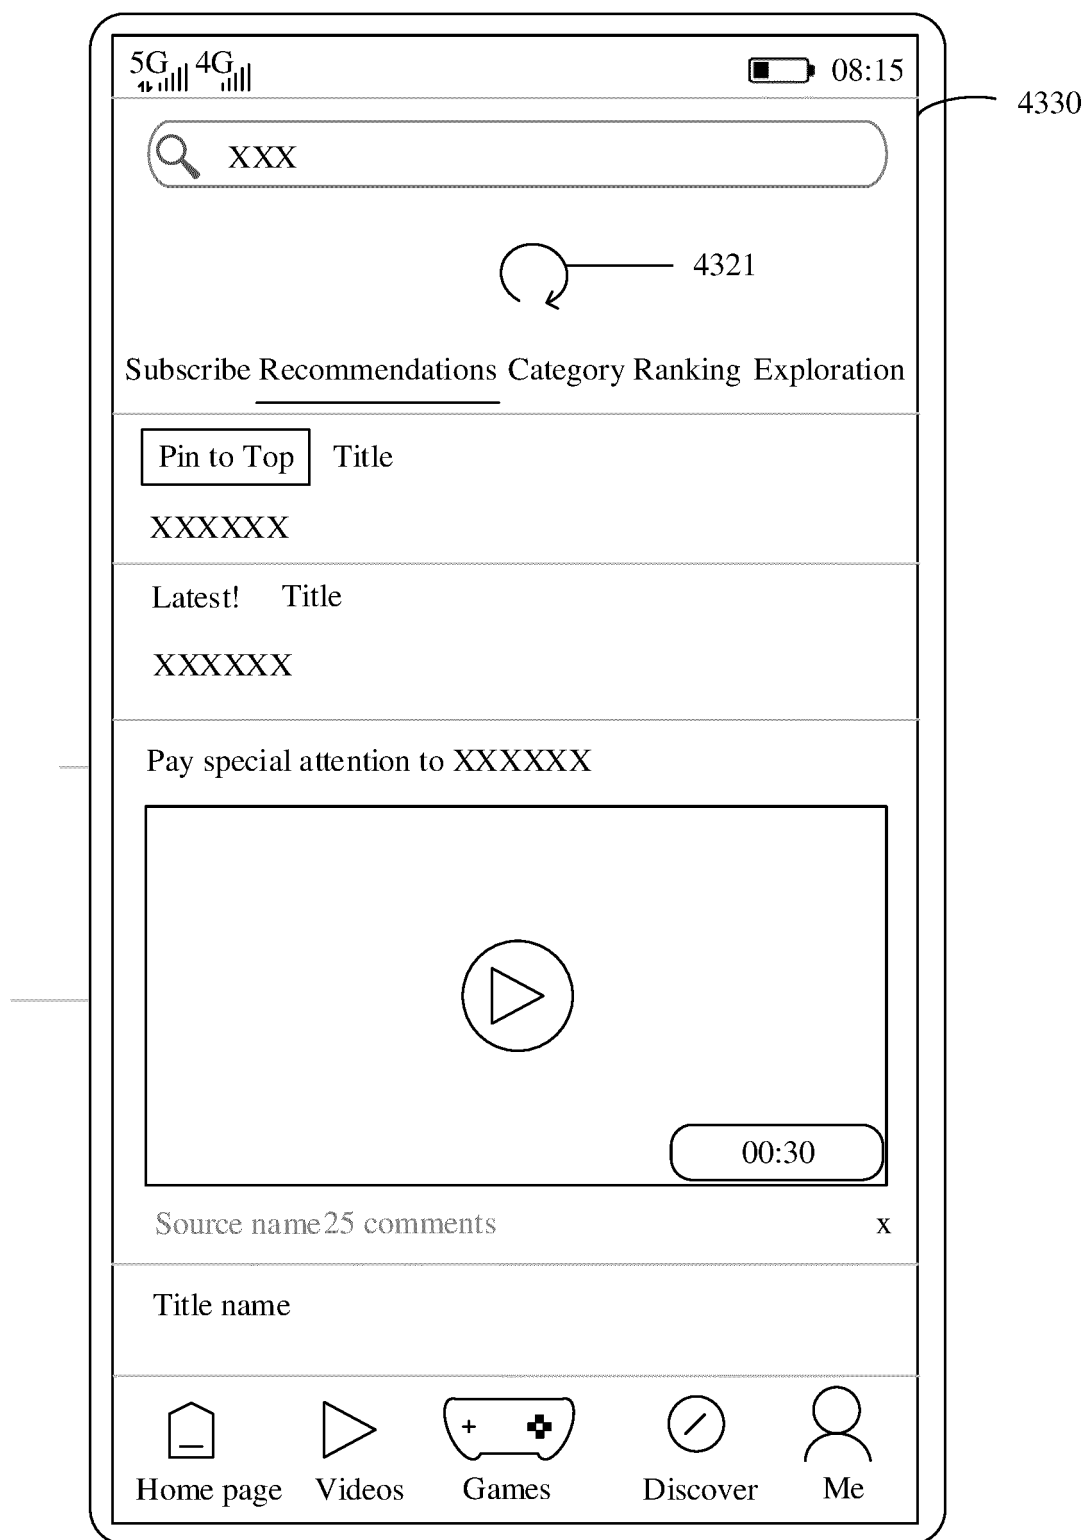 5G 4G 08:15
4330
XXX
4321
Subscribe Recommendations Category Ranking Exploration
Pin to Top Title
XXXXXX
Latest! Title
XXXXXX
Pay special attention to XXXXXX
00:30
Source name25 comments x
Title name
Home page Videos Games Discover Me